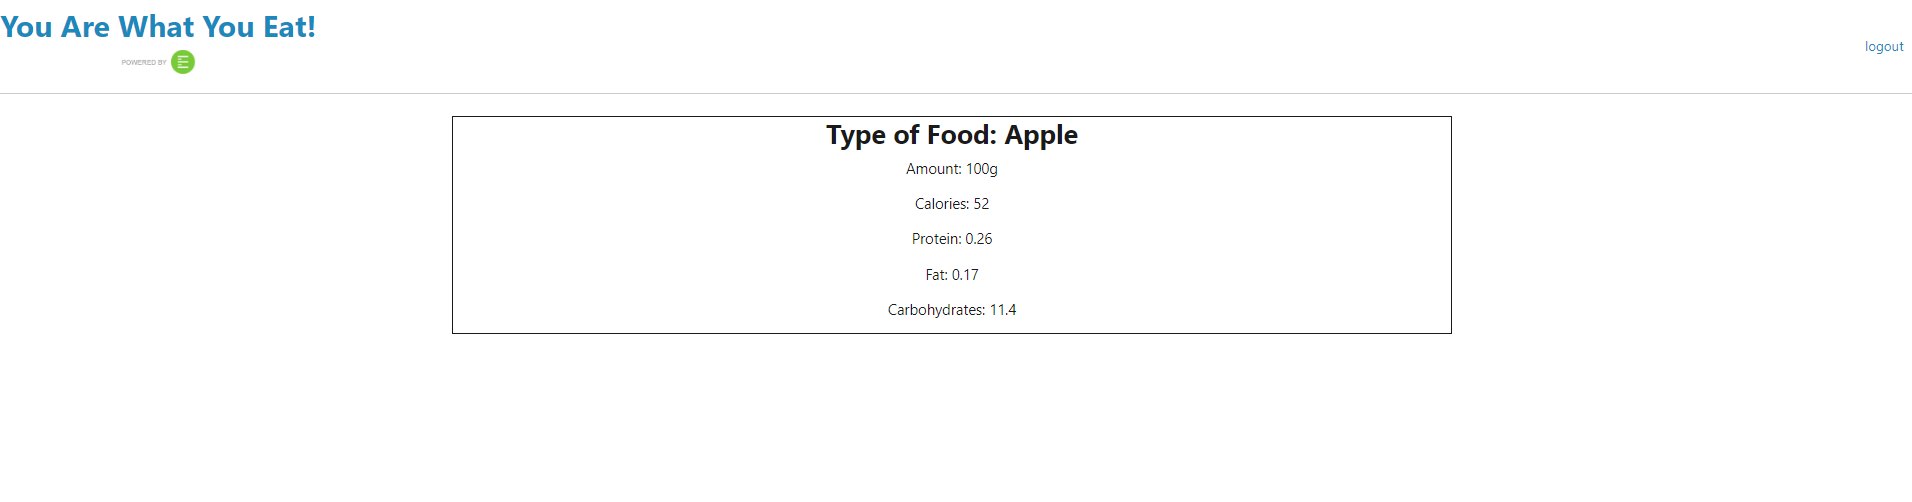 You Are What You Eat!
POWERED BY E
logout
Type of Food: Apple
Amount: 100g
Calories: 52
Protein: 0.26
Fat: 0.17
Carbohydrates: 11.4